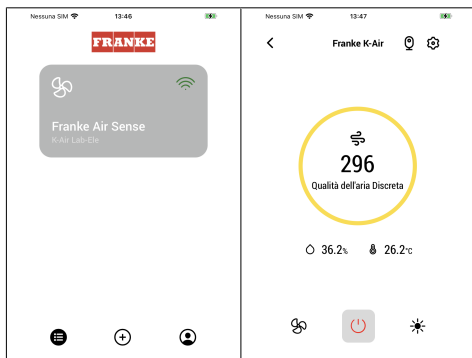 Nessuna SIM 13:46
FRANKE
Franke Air Sense
K-Air Lab-Ele
Nessuna SIM 13:47
Franke K-Air
296
Qualità dell'aria Discreta
36.2% 26.2°C